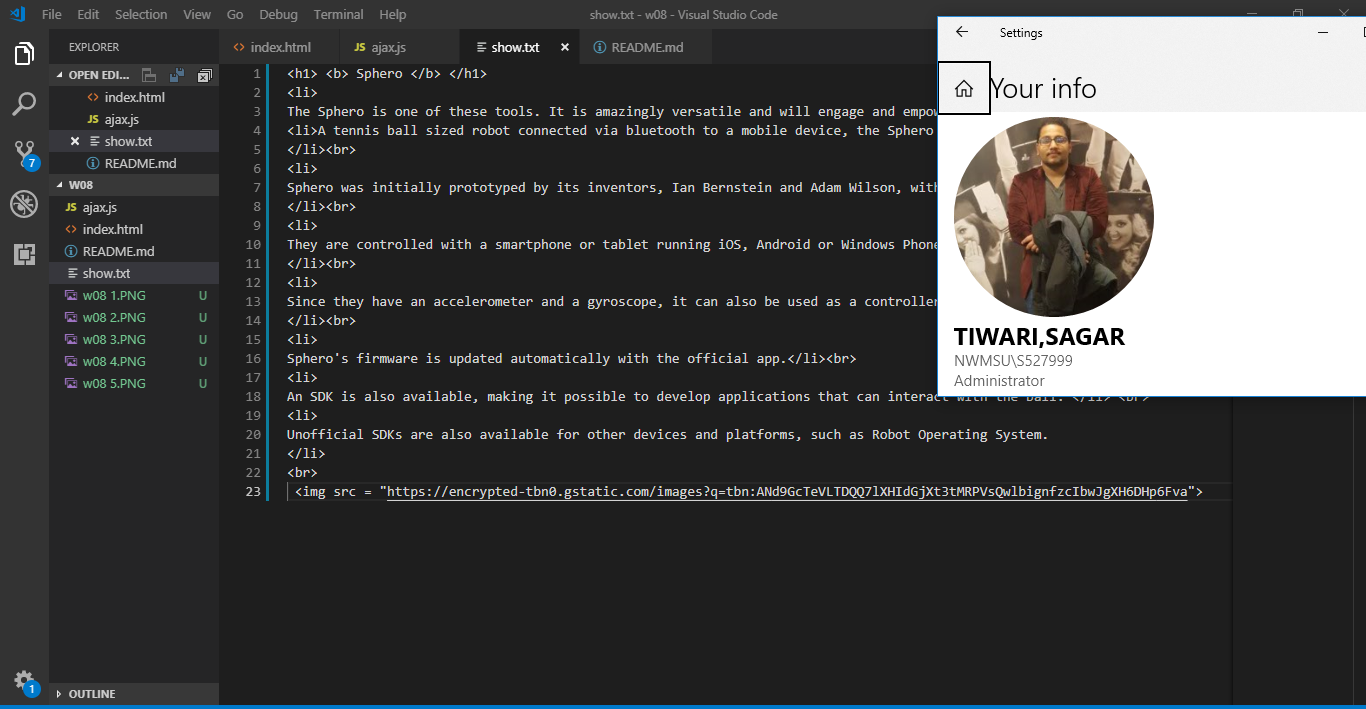 File Edit Selection View Go Debug Terminal Help
show.txt - w08 - Visual Studio Code
EXPLORER
OPEN EDI...
index.html
JS ajax.js
show.txt
README.md
W08
JS ajax.js
index.html
README.md
show.txt
w08 1.PNG U
w08 2.PNG U
w08 3.PNG U
w08 4.PNG U
w08 5.PNG U
OUTLINE
7
1
index.html JS ajax.js show.txt README.md
1 <h1> <b> Sphero </b> </h1>
2 <li>
3 The Sphero is one of these tools. It is amazingly versatile and will engage and empow
4 <li>A tennis ball sized robot connected via bluetooth to a mobile device, the Sphero
5 </li><br>
6 <li>
7 Sphero was initially prototyped by its inventors, Ian Bernstein and Adam Wilson, with
8 </li><br>
9 <li>
10 They are controlled with a smartphone or tablet running iOS, Android or Windows Phone
11 </li><br>
12 <li>
13 Since they have an accelerometer and a gyroscope, it can also be used as a controller
14 </li><br>
15 <li>
16 Sphero's firmware is updated automatically with the official app.</li><br>
17 <li>
18 An SDK is also available, making it possible to develop applications that can interact with the ball. </li> <br>
19 <li>
20 Unofficial SDKs are also available for other devices and platforms, such as Robot Operating System.
21 </li>
22 <br>
23 <img src = "https://encrypted-tbn0.gstatic.com/images?q=tbn:ANd9GcTeVLTDQQ7lXHIdGjXt3tMRPVsQwlbignfzcIbwJgXH6DHp6Fva">
Settings
Your info
TIWARI,SAGAR
NWMSU\S527999
Administrator